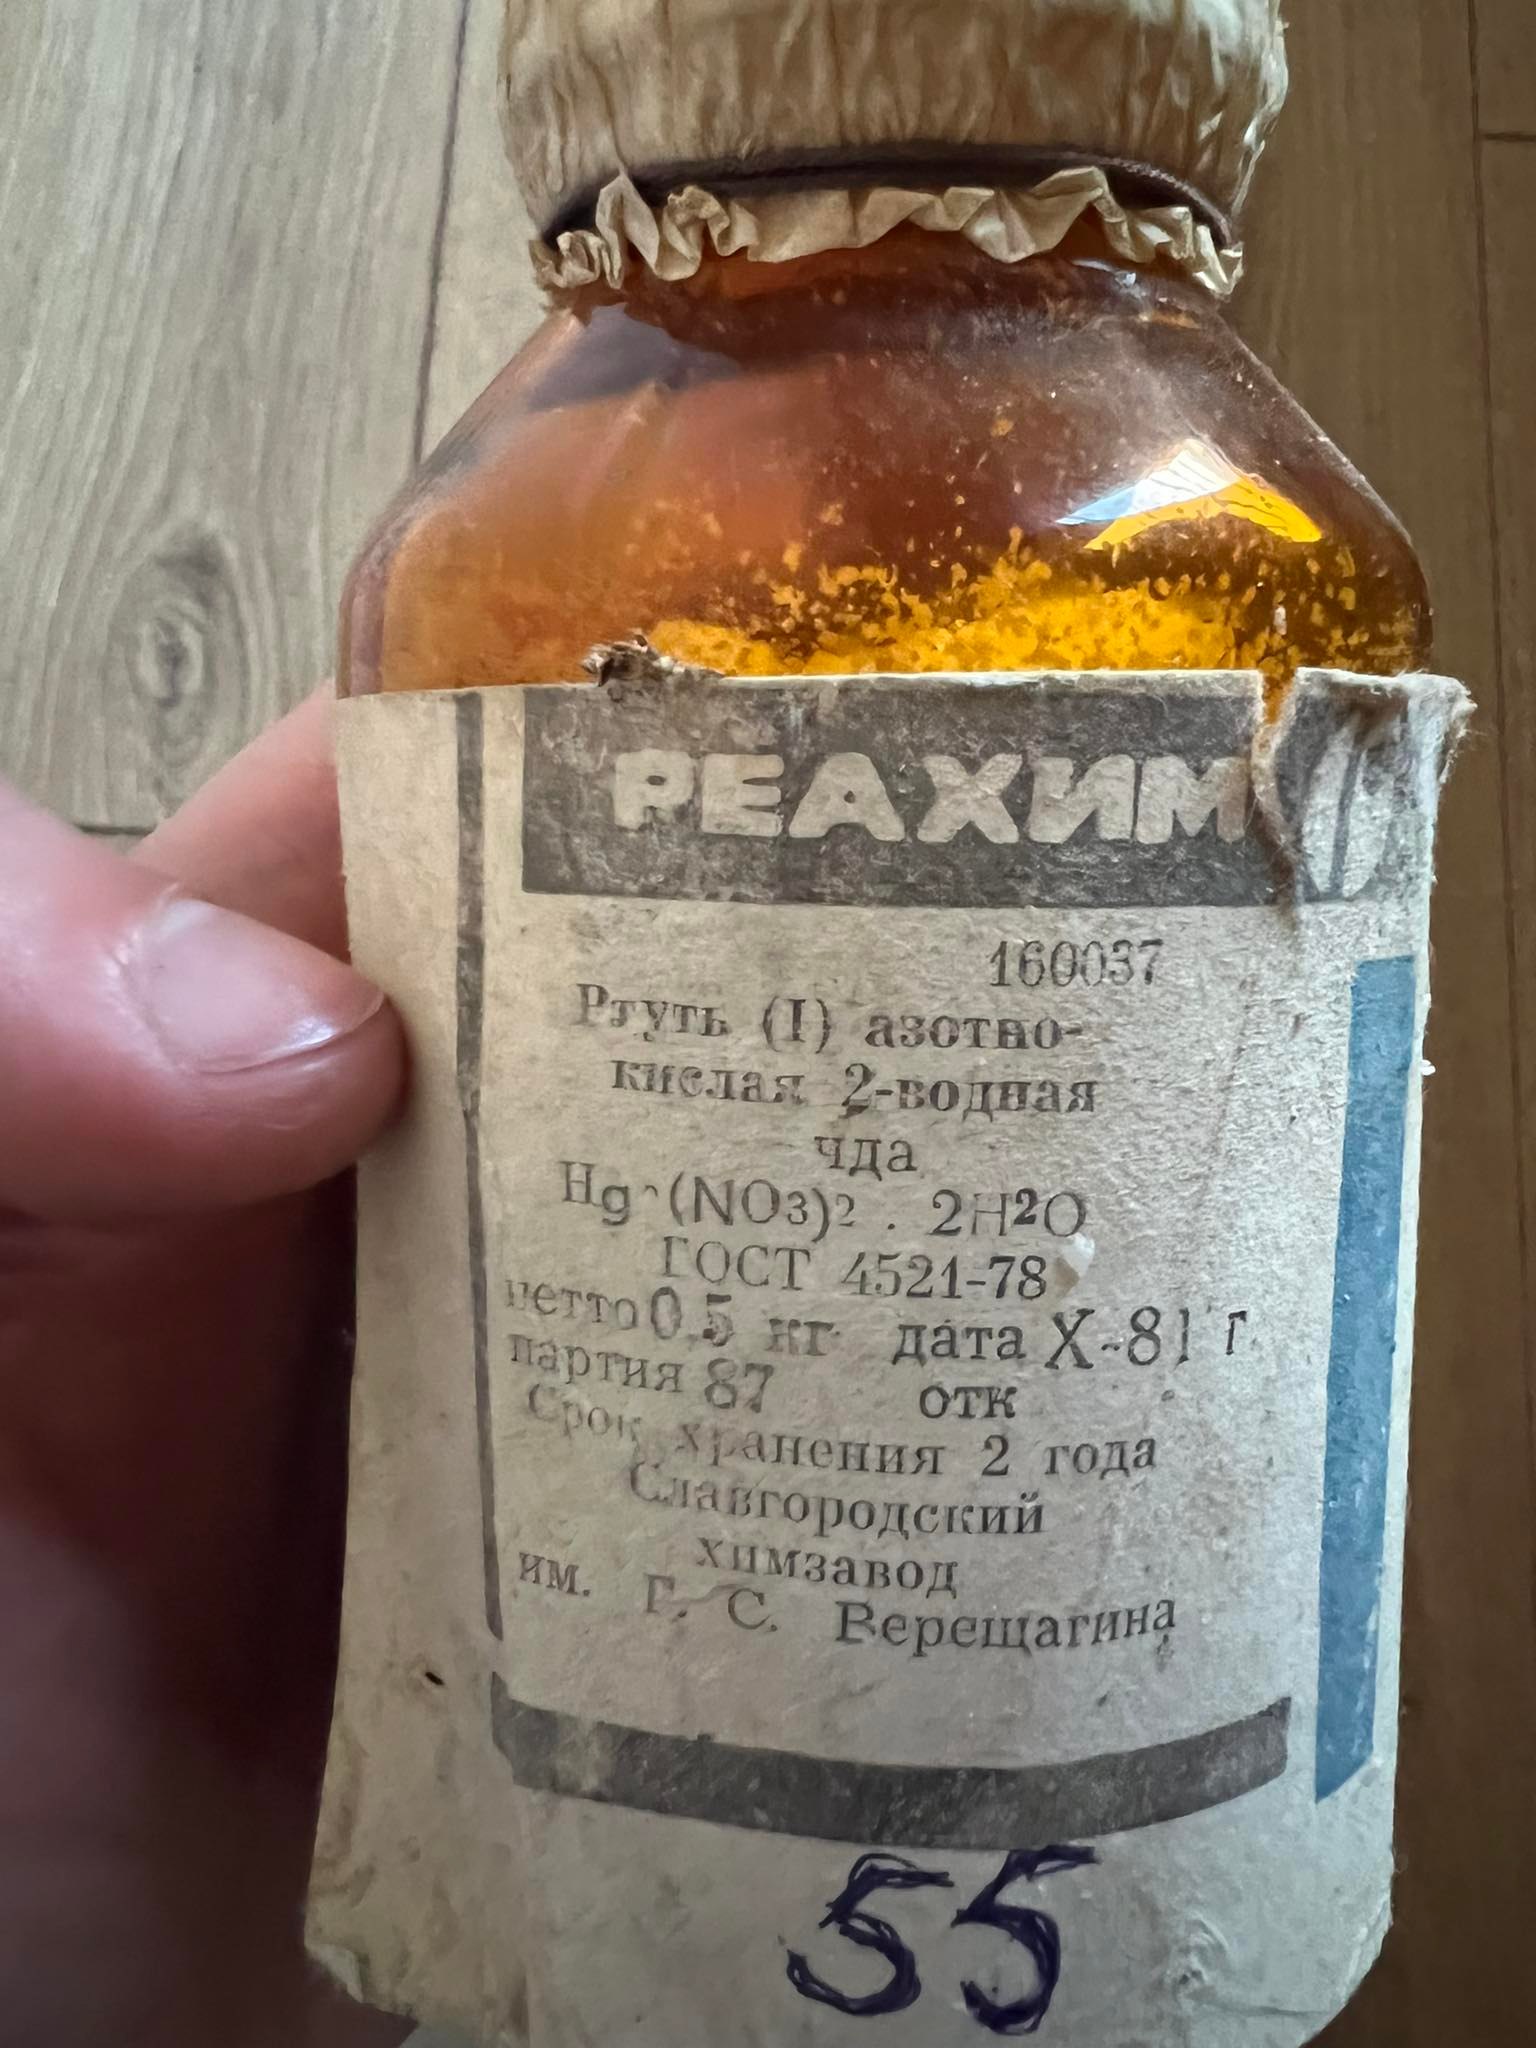 РЕАХИМ
160037
Ртуть (I) азотно-
кислая 2-водная
чда
Hg (NO3)2 . 2H2O
ГОСТ 4521-78
нетто 0,5 кг дата X-81 г
партия 87 отк
Срок хранения 2 года
Славгородский
химзавод
им. Г. С. Верещагина
55